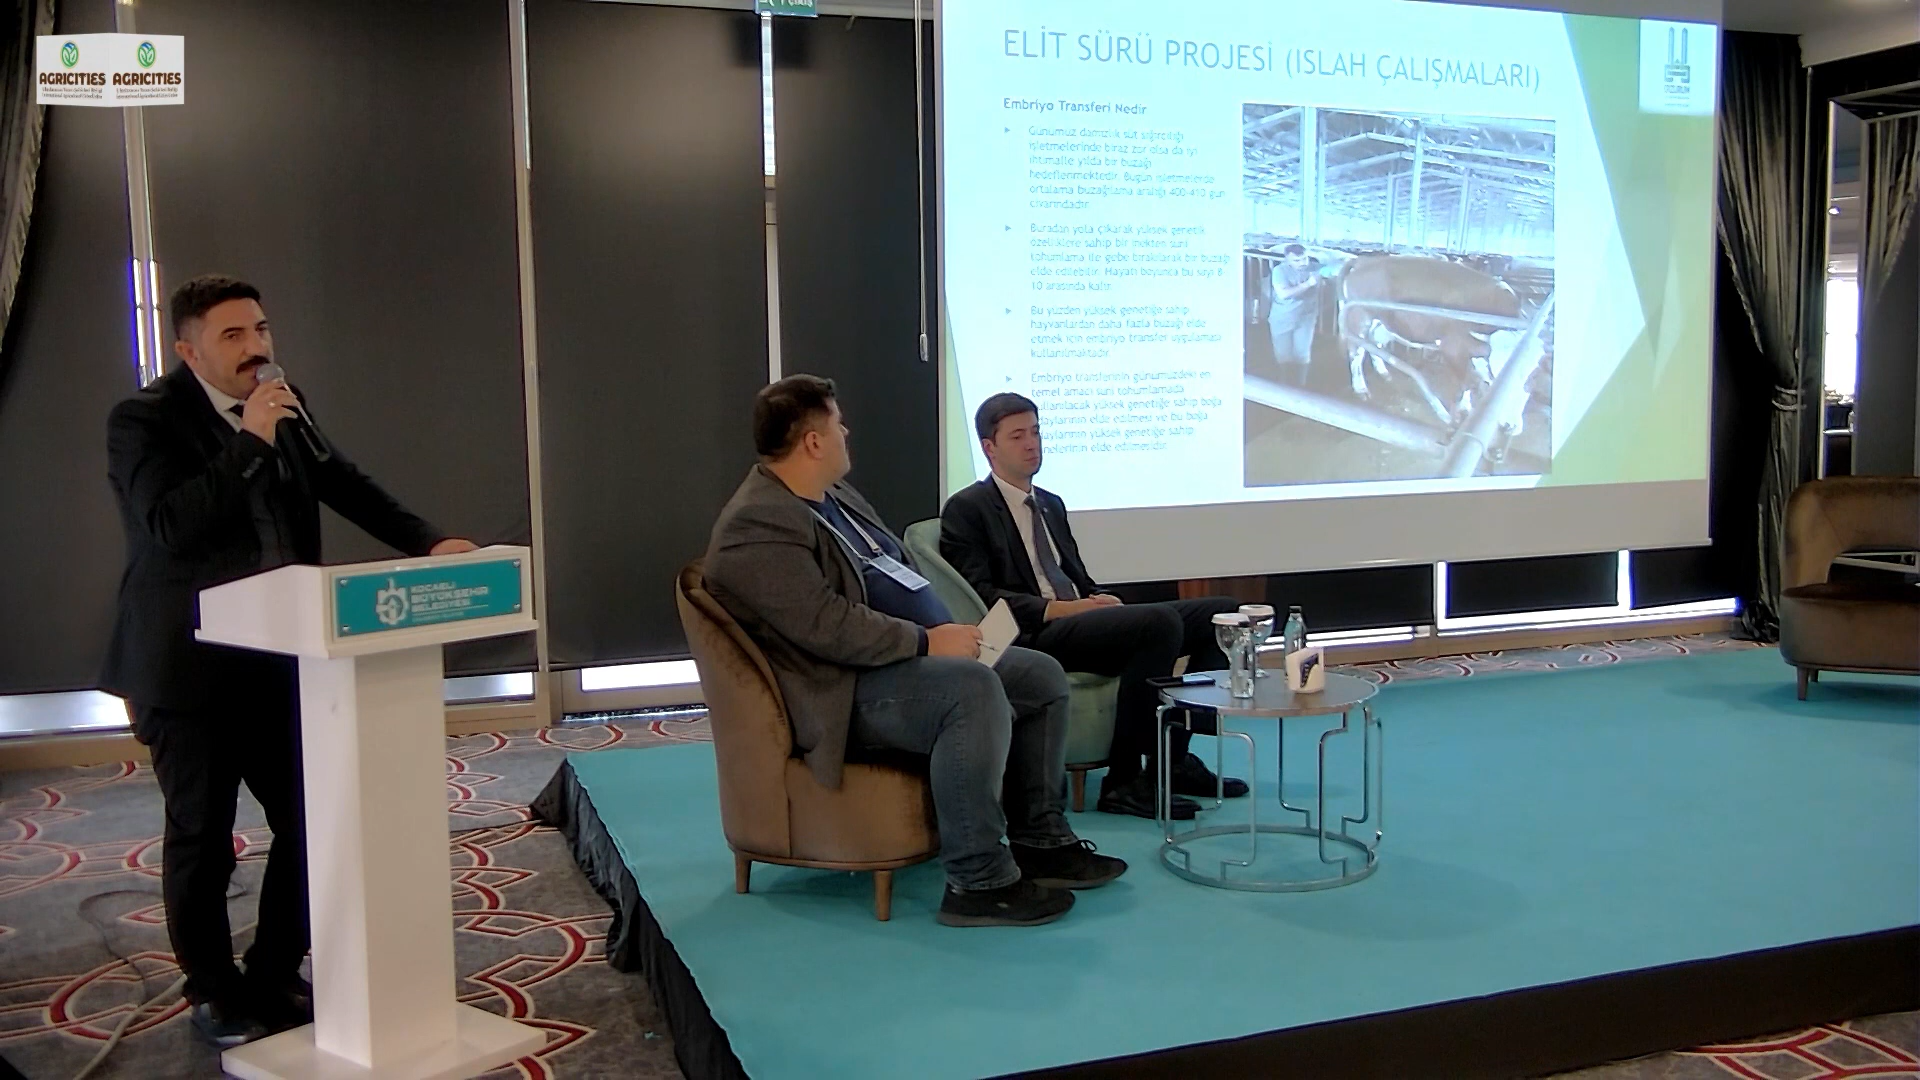 AGRICITIES AGRICITIES
ELİT SÜRÜ PROJESİ (ISLAH ÇALIŞMALARI)
Embriyo Transferi Nedir
Günümüz damızlık süt sığırcılığı
işletmelerinde biraz zor olsa da iyi
ihtimalle yılda bir buzağı
hedeflenmektedir. Bugün işletmelerde
ortalama buzağılama aralığı 400-410 gün
civarındadır.
Buradan yola çıkarak yüksek genetik
özelliklere sahip bir inekten suni
tohumlama ile gebe bırakılarak bir buzağı
elde edilebilir. Hayatı boyunca bu sayı 8-
10 arasında kalır.
Bu yüzden yüksek genetiğe sahip
hayvanlardan daha fazla buzağı elde
etmek için embriyo transfer uygulaması
kullanılmaktadır.
Embriyo transferinin günümüzdeki en
temel amacı suni tohumlamada
kullanılacak yüksek genetiğe sahip boğa
adaylarının elde edilmesi ve bu boğa
adaylarının yüksek genetiğe sahip
elde edilmesidir.
KOCAELİ
BÜYÜKŞEHİR
BELEDİYESİ